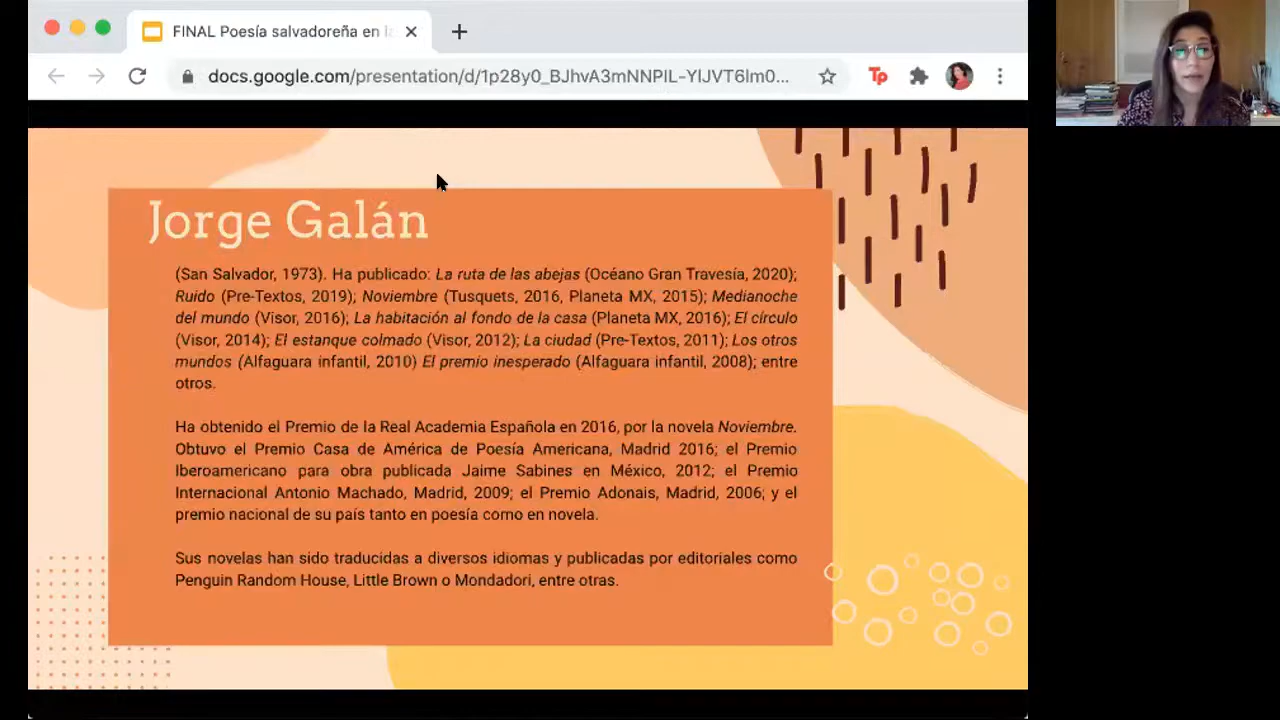 FINAL Poesía salvadoreña en la
docs.google.com/presentation/d/1p28y0_BJhvA3mNNPIL-YlJVT6lm0...
Tp
Jorge Galán
(San Salvador, 1973). Ha publicado: La ruta de las abejas (Océano Gran Travesía, 2020);
Ruido (Pre-Textos, 2019); Noviembre (Tusquets, 2016, Planeta MX, 2015); Medianoche
del mundo (Visor, 2016); La habitación al fondo de la casa (Planeta MX, 2016); El círculo
(Visor, 2014); El estanque colmado (Visor, 2012); La ciudad (Pre-Textos, 2011); Los otros
mundos (Alfaguara infantil, 2010) El premio inesperado (Alfaguara infantil, 2008); entre
otros.
Ha obtenido el Premio de la Real Academia Española en 2016, por la novela Noviembre.
Obtuvo el Premio Casa de América de Poesía Americana, Madrid 2016; el Premio
Iberoamericano para obra publicada Jaime Sabines en México, 2012; el Premio
Internacional Antonio Machado, Madrid, 2009; el Premio Adonais, Madrid, 2006; y el
premio nacional de su país tanto en poesía como en novela.
Sus novelas han sido traducidas a diversos idiomas y publicadas por editoriales como
Penguin Random House, Little Brown o Mondadori, entre otras.